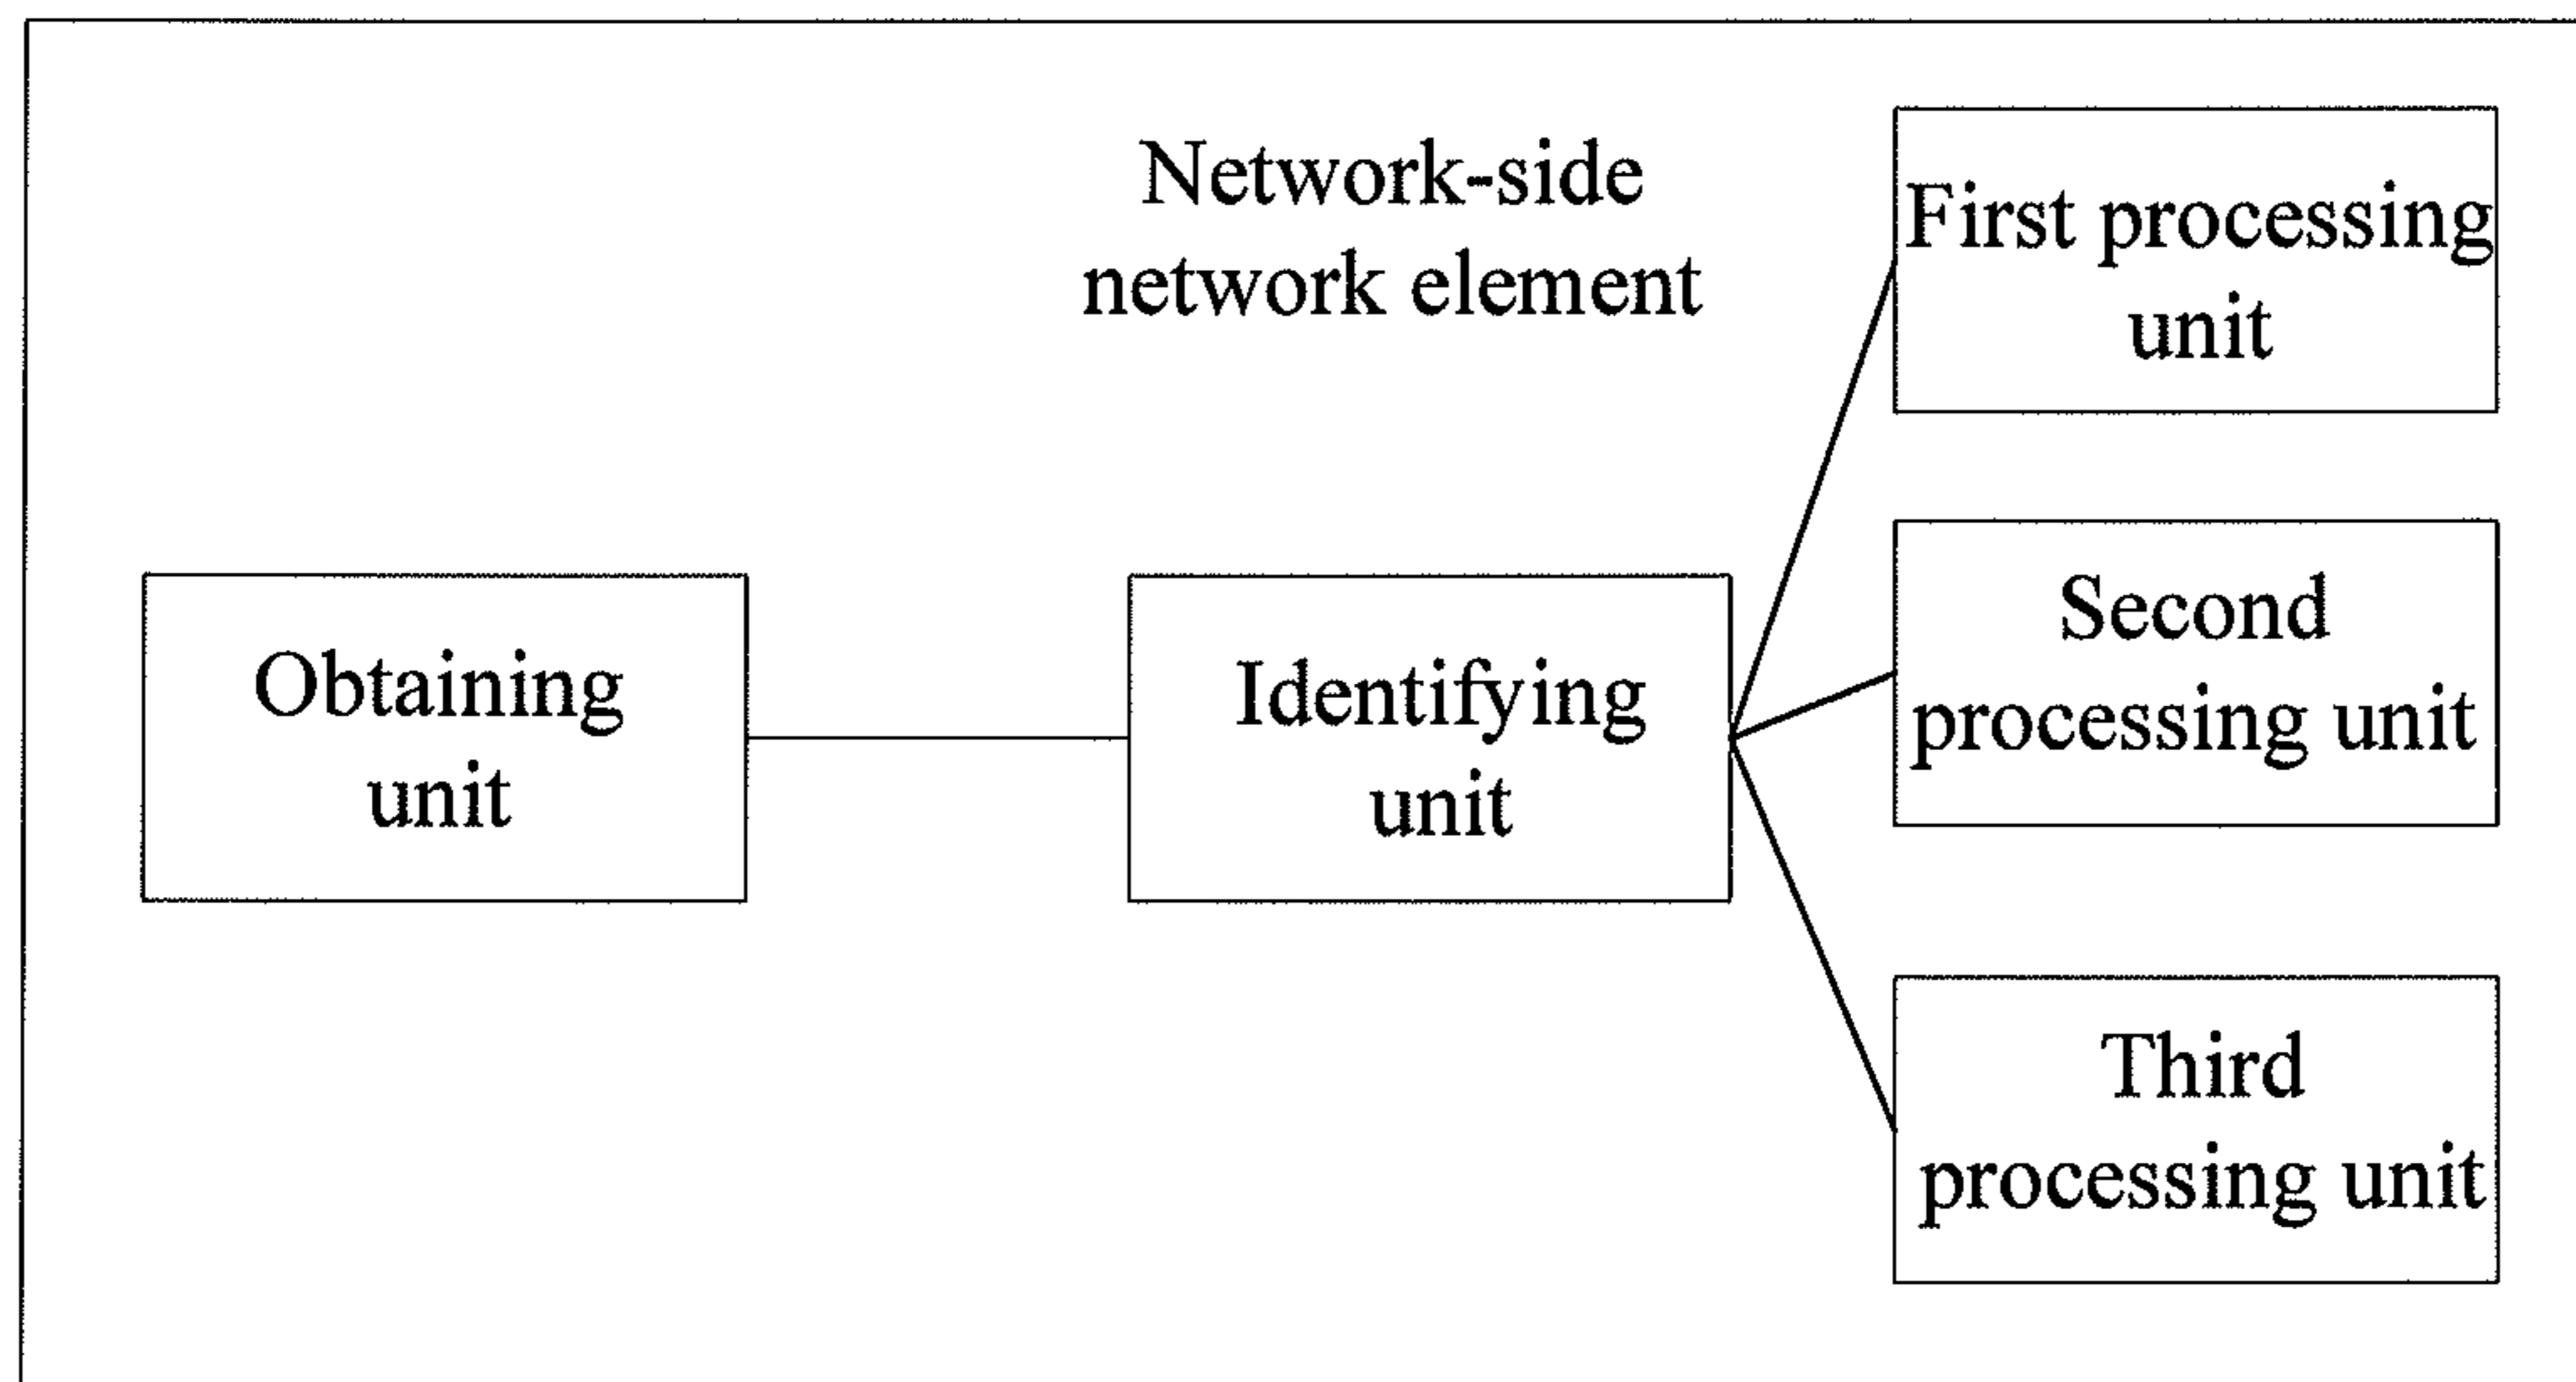 Network-side
network element
First processing
unit
Obtaining
unit
Identifying
unit
Second
processing unit
Third
processing unit